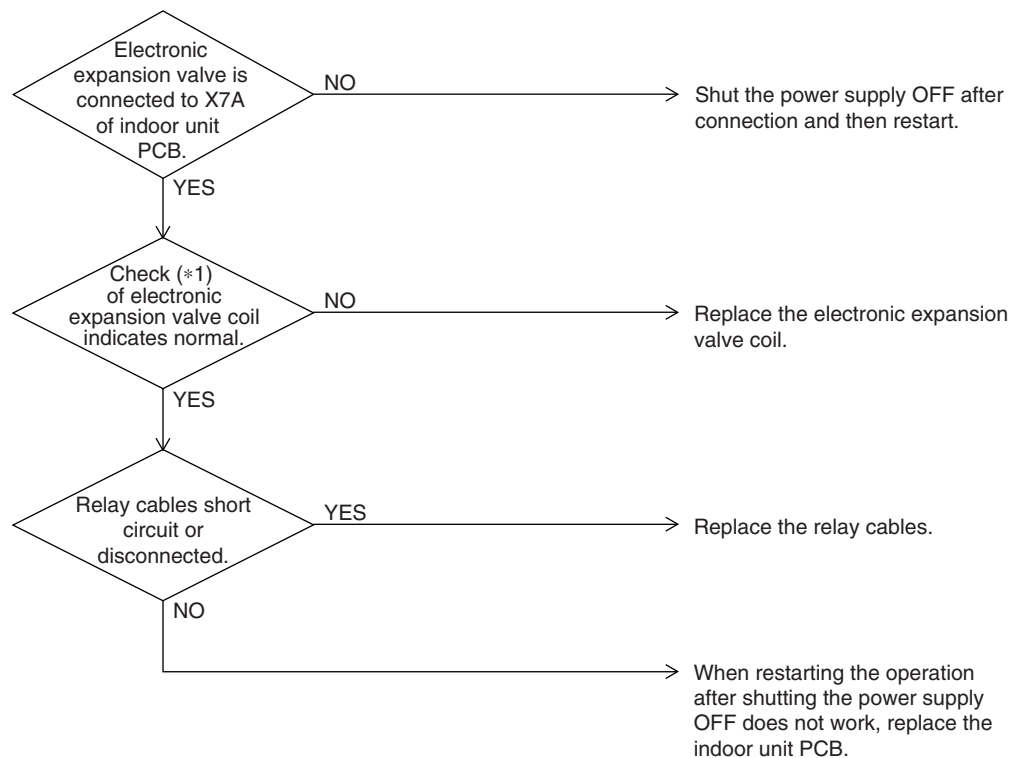 Electronic
expansion valve is
connected to X7A
of indoor unit
PCB.
NO
Shut the power supply OFF after
connection and then restart.
YES
Check (*1)
of electronic
expansion valve coil
indicates normal.
NO
Replace the electronic expansion
valve coil.
YES
Relay cables short
circuit or
disconnected.
YES
Replace the relay cables.
NO
When restarting the operation
after shutting the power supply
OFF does not work, replace the
indoor unit PCB.